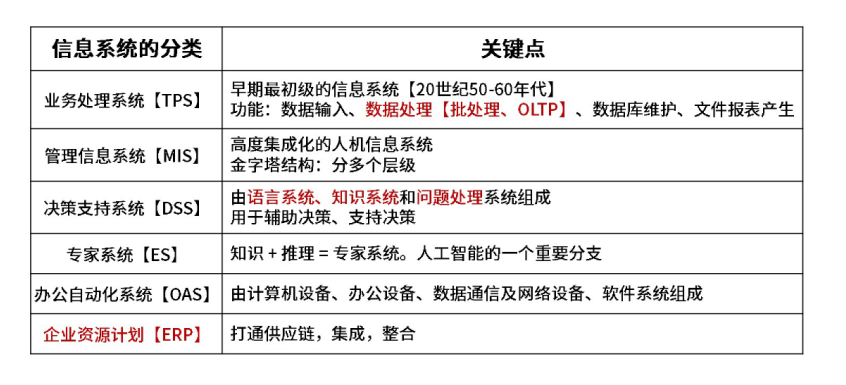 信息系统的分类
关键点
业务处理系统【TPS】
早期最初级的信息系统【20世纪50-60年代】
功能：数据输入、数据处理【批处理、OLTP】、数据库维护、文件报表产生
管理信息系统【MIS】
高度集成化的人机信息系统
金字塔结构：分多个层级
决策支持系统【DSS】
由语言系统、知识系统和问题处理系统组成
用于辅助决策、支持决策
专家系统【ES】
知识 + 推理 = 专家系统。人工智能的一个重要分支
办公自动化系统【OAS】
由计算机设备、办公设备、数据通信及网络设备、软件系统组成
企业资源计划【ERP】
打通供应链，集成，整合